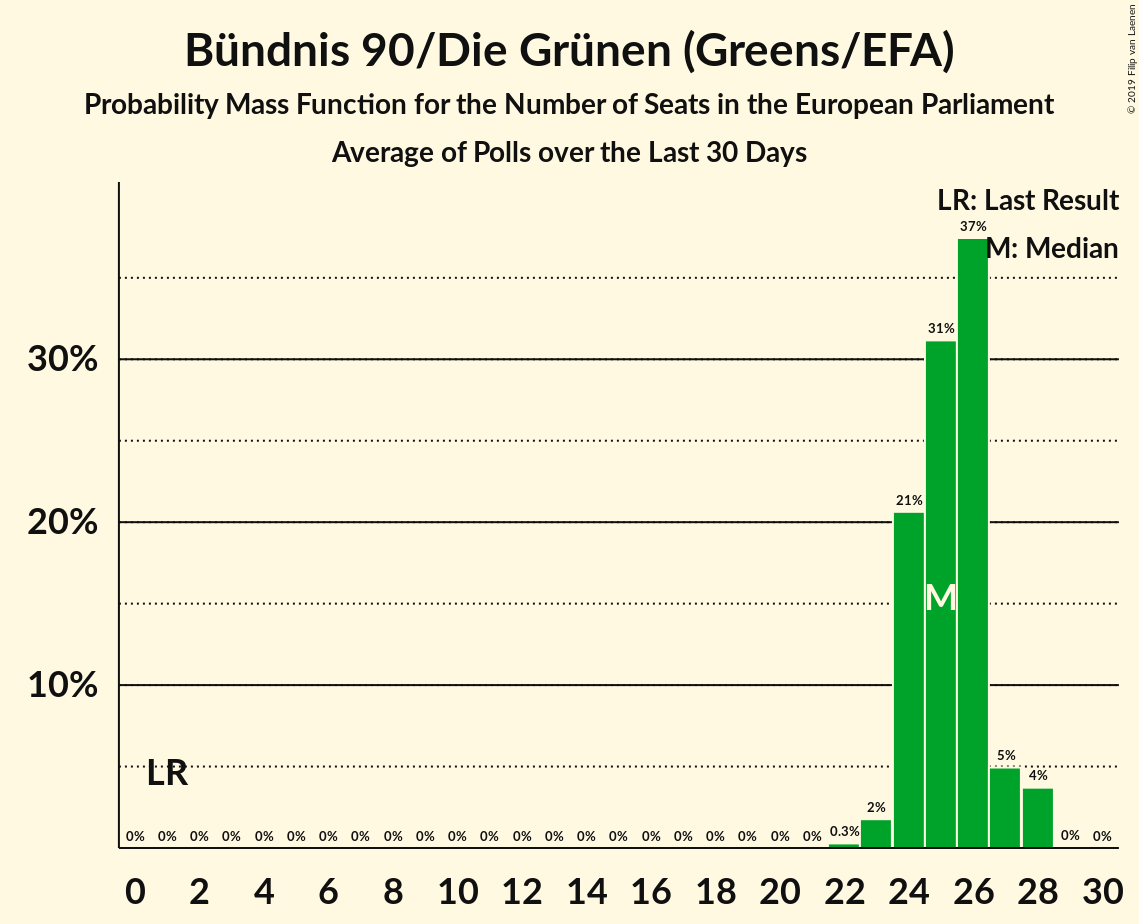 Bündnis 90/Die Grünen (Greens/EFA)
Probability Mass Function for the Number of Seats in the European Parliament
Average of Polls over the Last 30 Days
© 2019 Filip van Laenen
LR: Last Result
M: Median
37%
31%
30%
21%
20%
M
10%
LR
5%
4%
2%
0% 0% 0% 0% 0% 0% 0% 0% 0% 0% 0% 0% 0% 0% 0% 0% 0% 0% 0% 0% 0% 0% 0.3% 0% 0%
0 2 4 6 8 10 12 14 16 18 20 22 24 26 28 30